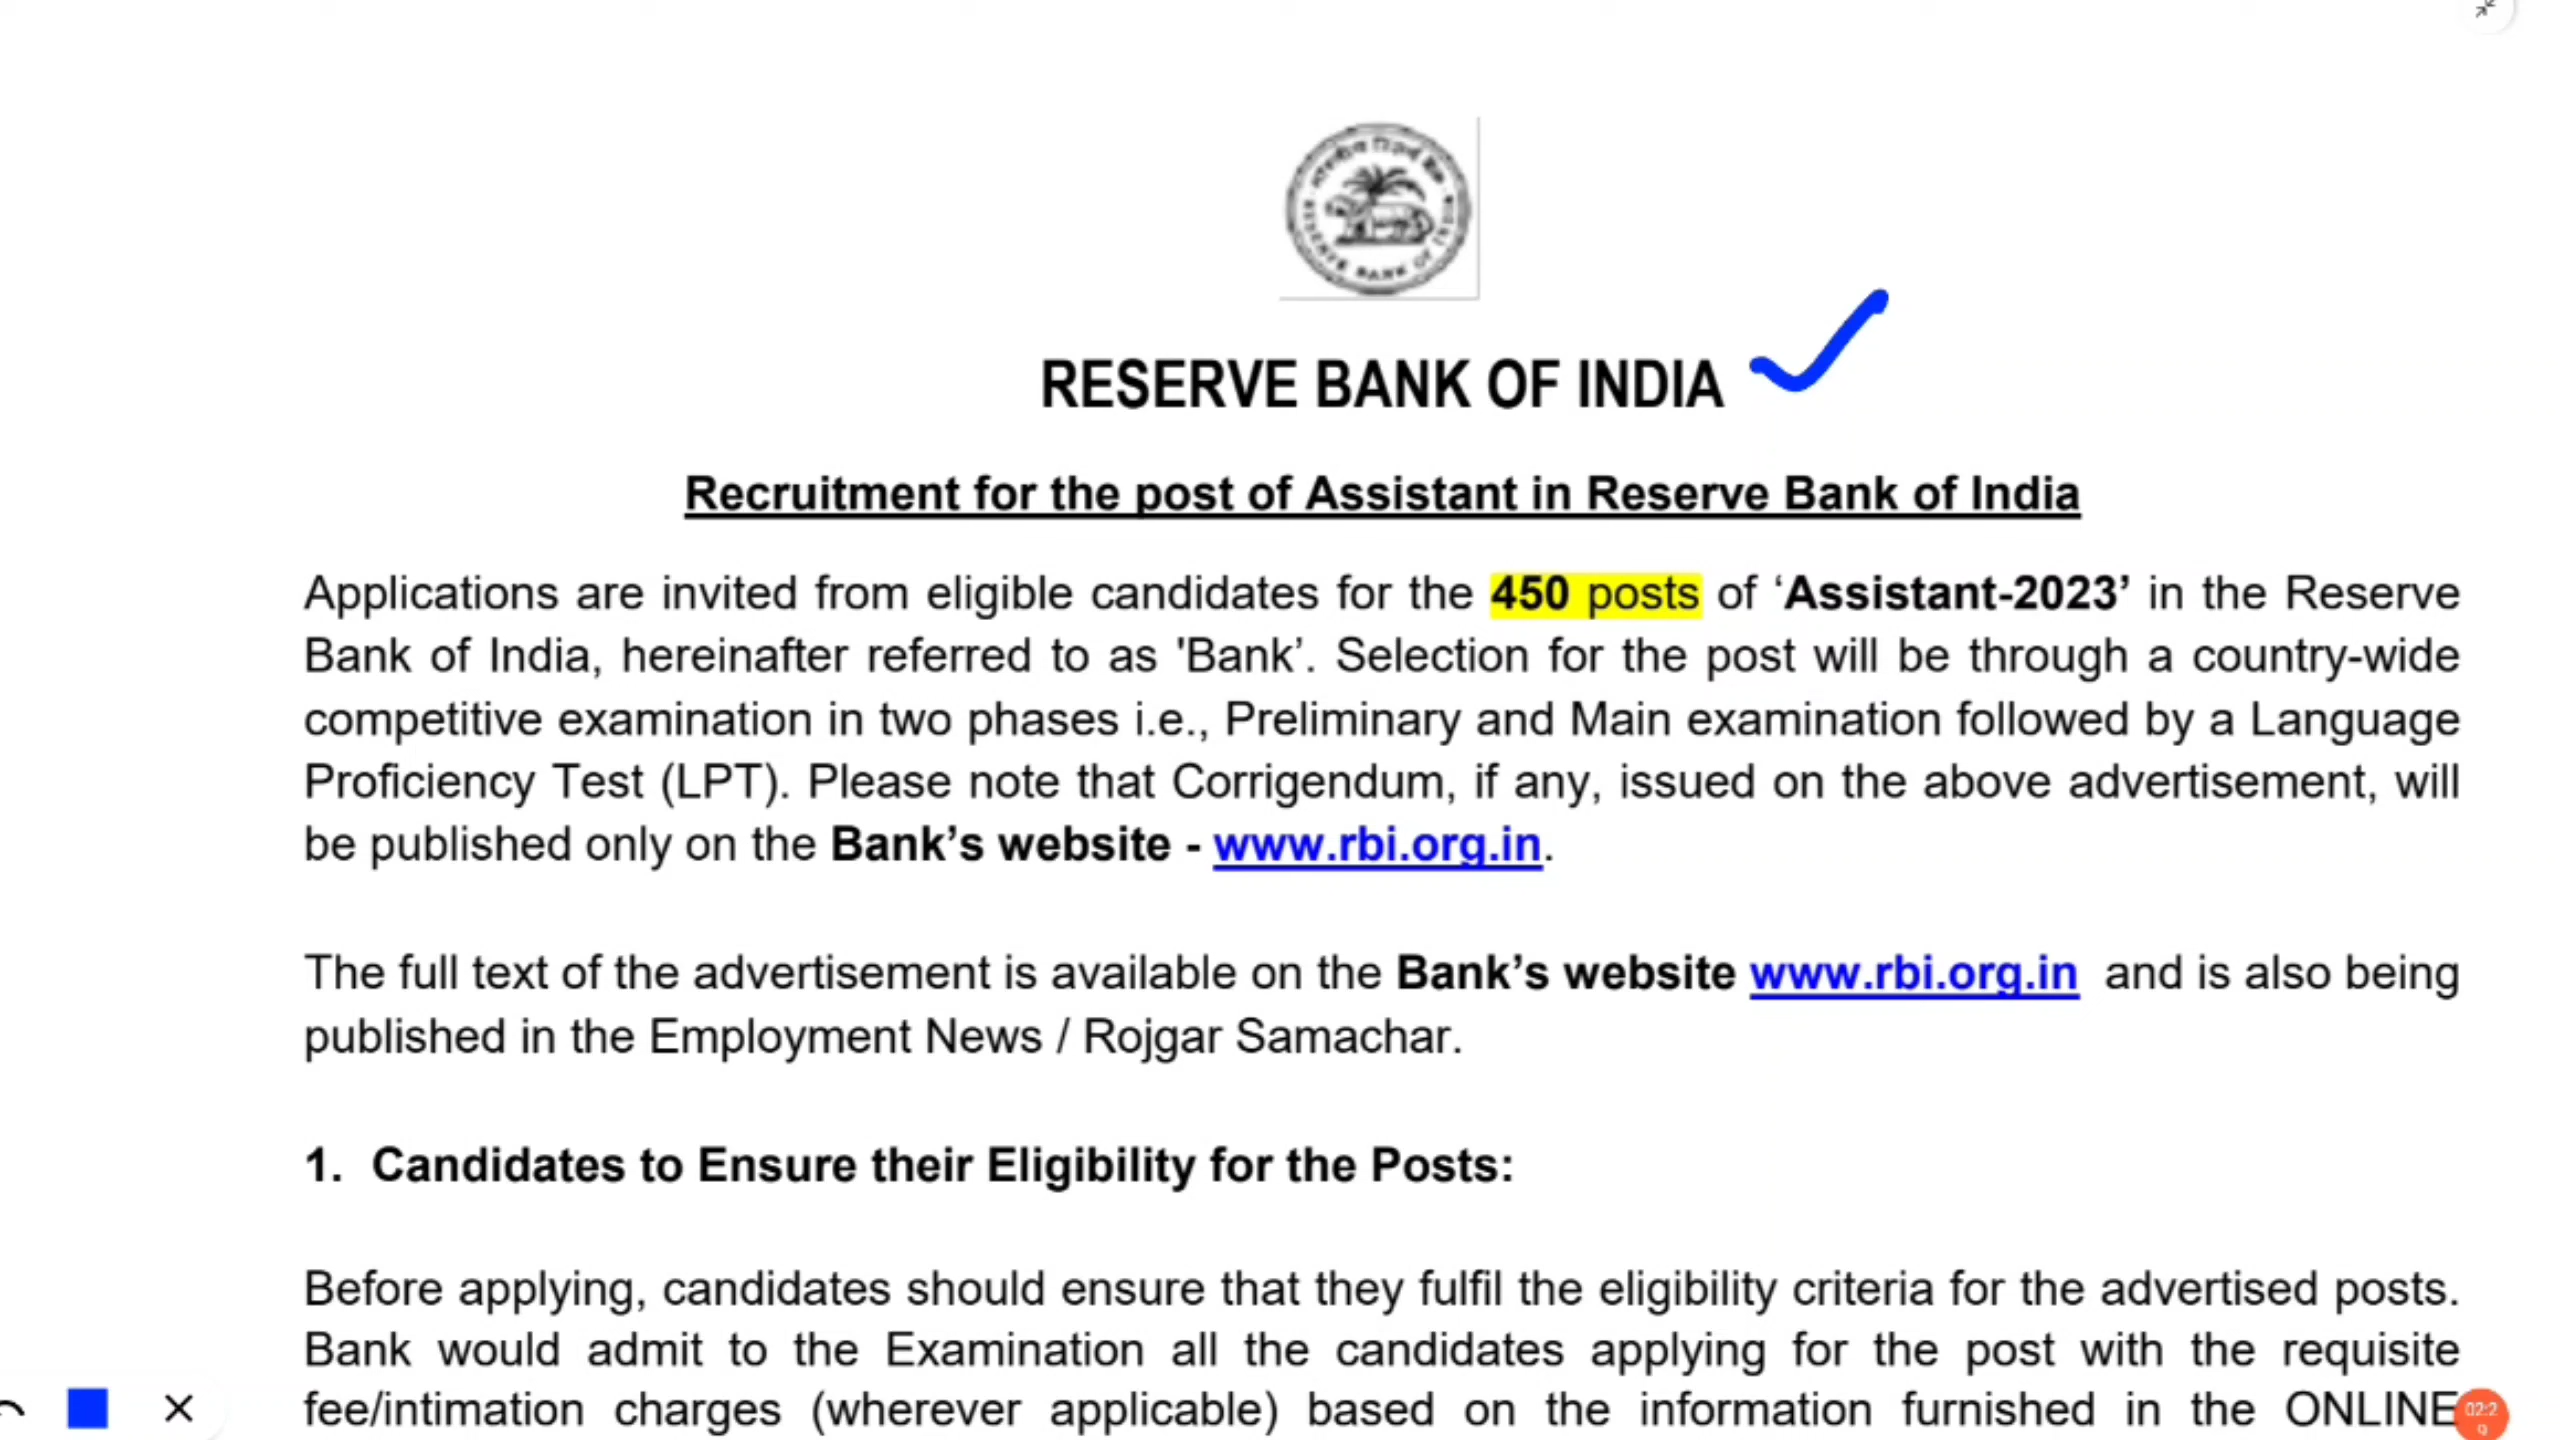 RESERVE BANK OF INDIA
RESERVE BANK OF INDIA
Recruitment for the post of Assistant in Reserve Bank of India
Applications are invited from eligible candidates for the 450 posts of ‘Assistant-2023’ in the Reserve
Bank of India, hereinafter referred to as 'Bank’. Selection for the post will be through a country-wide
competitive examination in two phases i.e., Preliminary and Main examination followed by a Language
Proficiency Test (LPT). Please note that Corrigendum, if any, issued on the above advertisement, will
be published only on the Bank’s website - www.rbi.org.in.
The full text of the advertisement is available on the Bank’s website www.rbi.org.in and is also being
published in the Employment News / Rojgar Samachar.
1. Candidates to Ensure their Eligibility for the Posts:
Before applying, candidates should ensure that they fulfil the eligibility criteria for the advertised posts.
Bank would admit to the Examination all the candidates applying for the post with the requisite
fee/intimation charges (wherever applicable) based on the information furnished in the ONLINE
02:2
9